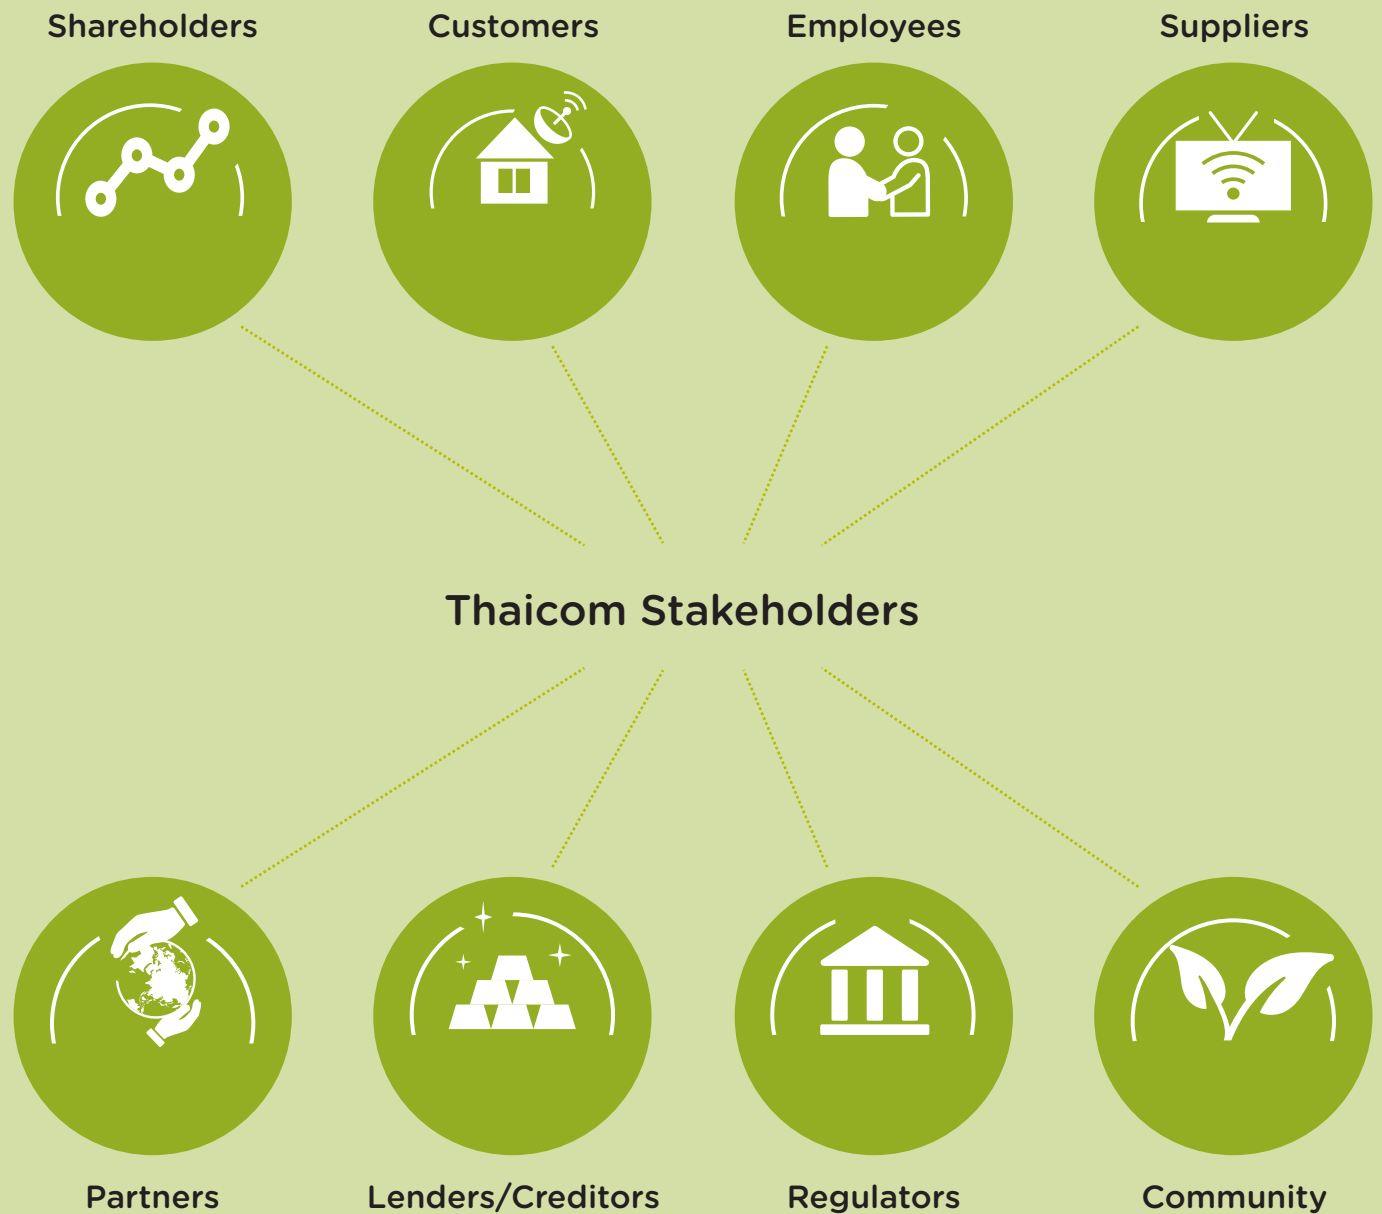 Shareholders
Customers
Employees
Suppliers
Thaicom Stakeholders
Partners
Lenders/Creditors
Regulators
Community